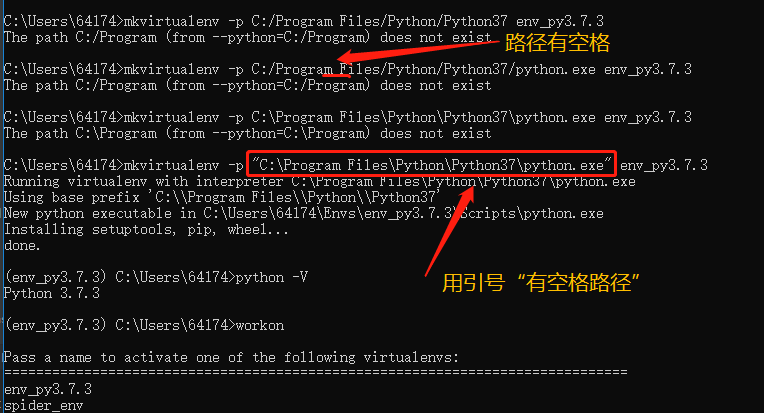 C:\Users\64174>mkvirtualenv -p C:/Program Files/Python/Python37 env_py3.7.3
The path C:/Program (from --python=C:/Program) does not exist
路径有空格
C:\Users\64174>mkvirtualenv -p C:/Program Files/Python/Python37/python.exe env_py3.7.3
The path C:/Program (from --python=C:/Program) does not exist
C:\Users\64174>mkvirtualenv -p C:\Program Files\Python\Python37\python.exe env_py3.7.3
The path C:\Program (from --python=C:\Program) does not exist
C:\Users\64174>mkvirtualenv -p "C:\Program Files\Python\Python37\python.exe" env_py3.7.3
Running virtualenv with interpreter C:\Program Files\Python\Python37\python.exe
Using base prefix 'C:\\Program Files\\Python\\Python37'
New python executable in C:\Users\64174\Envs\env_py3.7.3\Scripts\python.exe
Installing setuptools, pip, wheel...
done.
用引号“有空格路径”
(env_py3.7.3) C:\Users\64174>python -V
Python 3.7.3
(env_py3.7.3) C:\Users\64174>workon
Pass a name to activate one of the following virtualenvs:
==============================================================================
env_py3.7.3
spider_env